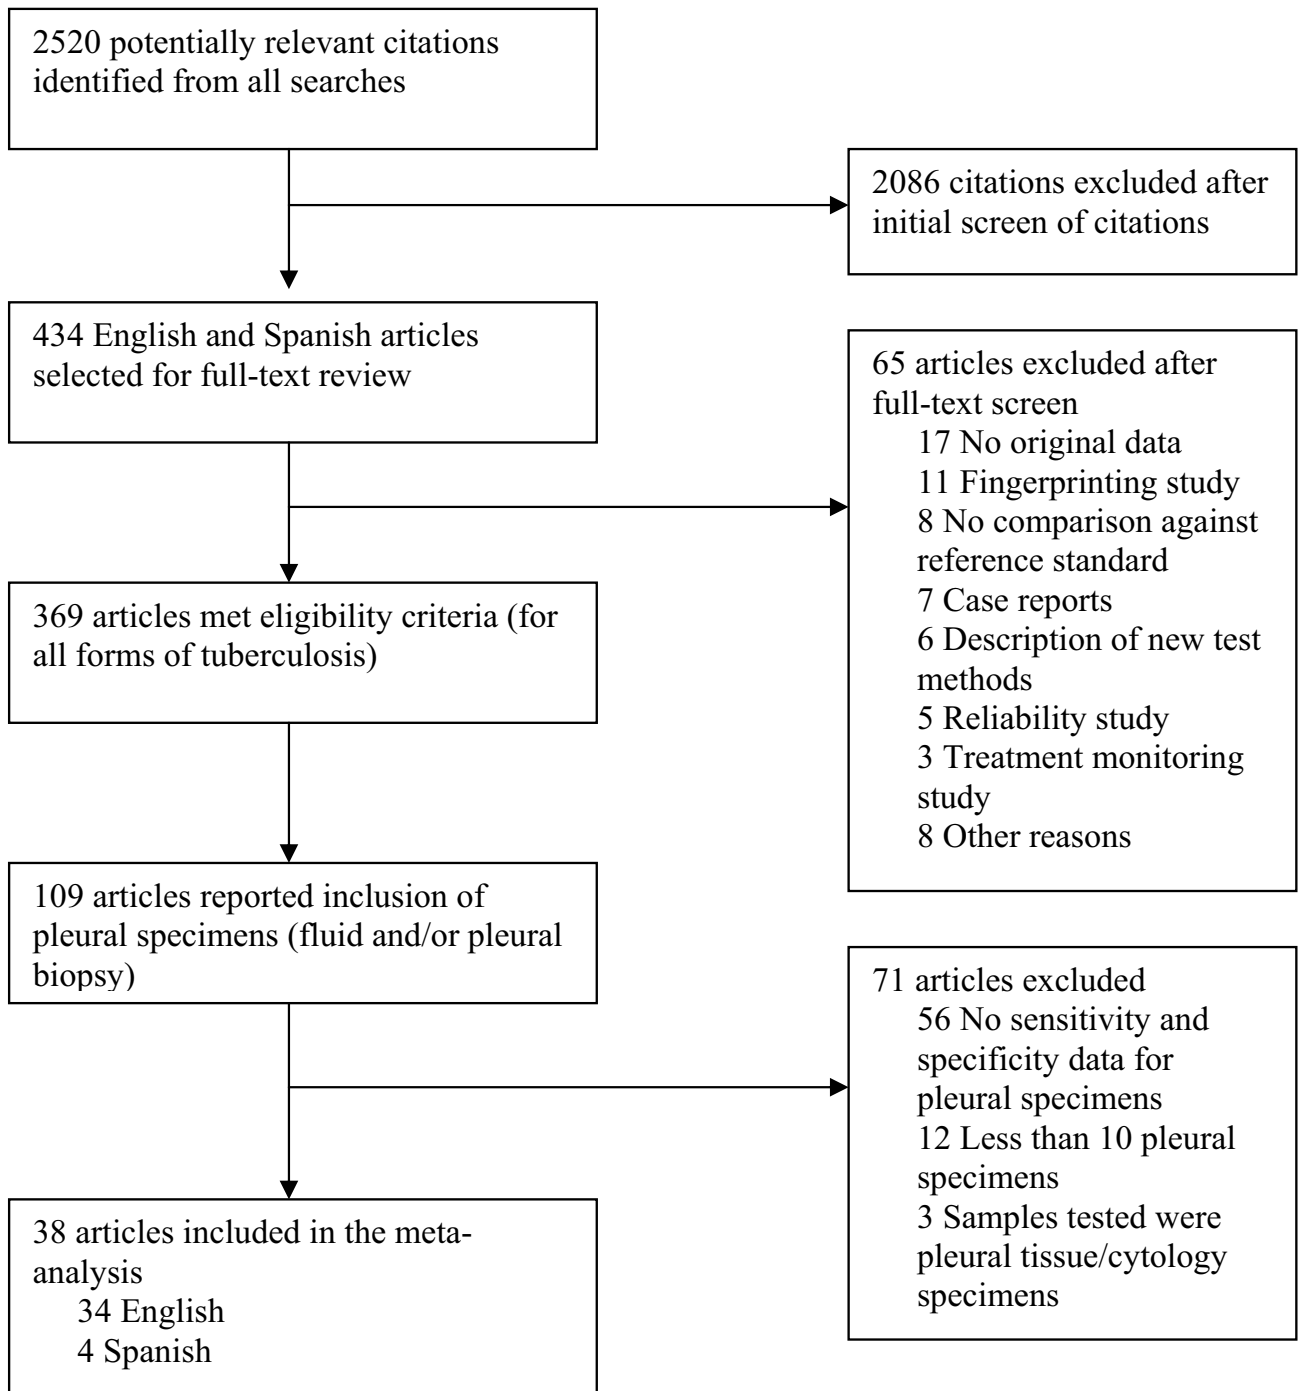 2520 potentially relevant citations
identified from all searches
2086 citations excluded after
initial screen of citations
434 English and Spanish articles
selected for full-text review
65 articles excluded after
full-text screen
17 No original data
11 Fingerprinting study
8 No comparison against
reference standard
7 Case reports
6 Description of new test
methods
5 Reliability study
3 Treatment monitoring
study
8 Other reasons
369 articles met eligibility criteria (for
all forms of tuberculosis)
109 articles reported inclusion of
pleural specimens (fluid and/or pleural
biopsy)
71 articles excluded
56 No sensitivity and
specificity data for
pleural specimens
12 Less than 10 pleural
specimens
3 Samples tested were
pleural tissue/cytology
specimens
38 articles included in the meta-
analysis
34 English
4 Spanish